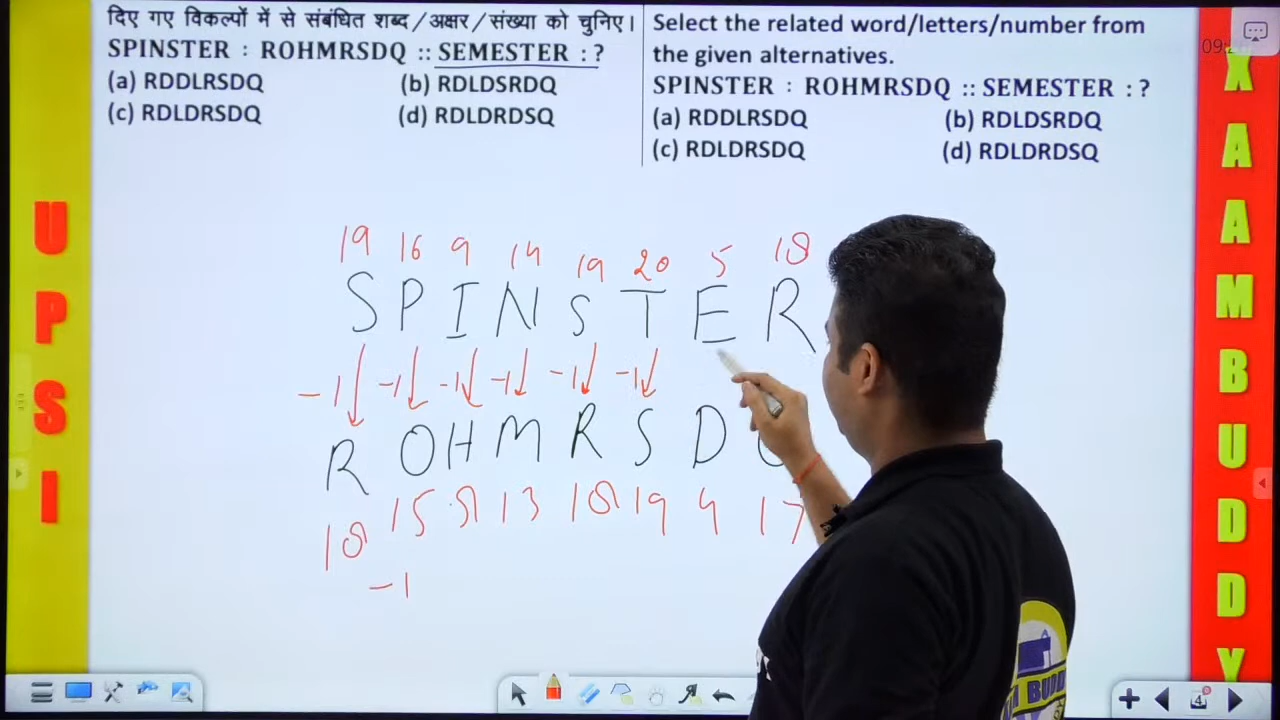 दिए गए विकल्पों में से संबंधित शब्द/अक्षर/संख्या को चुनिए।
SPINSTER : ROHMRSDQ :: SEMESTER : ?
(a) RDDLRSDQ (b) RDLDSRDQ
(c) RDLDRSDQ (d) RDLDRDSQ
Select the related word/letters/number from
the given alternatives.
SPINSTER : ROHMRSDQ :: SEMESTER : ?
(a) RDDLRSDQ (b) RDLDSRDQ
(c) RDLDRSDQ (d) RDLDRDSQ
UPSI
19 16 9 14 19 20 5 18
S P I N S T E R
-1 -1 -1 -1 -1 -1
R O H M R S D
18 15 8 13 18 19 4 17
-1
XAAMBUDDY
4